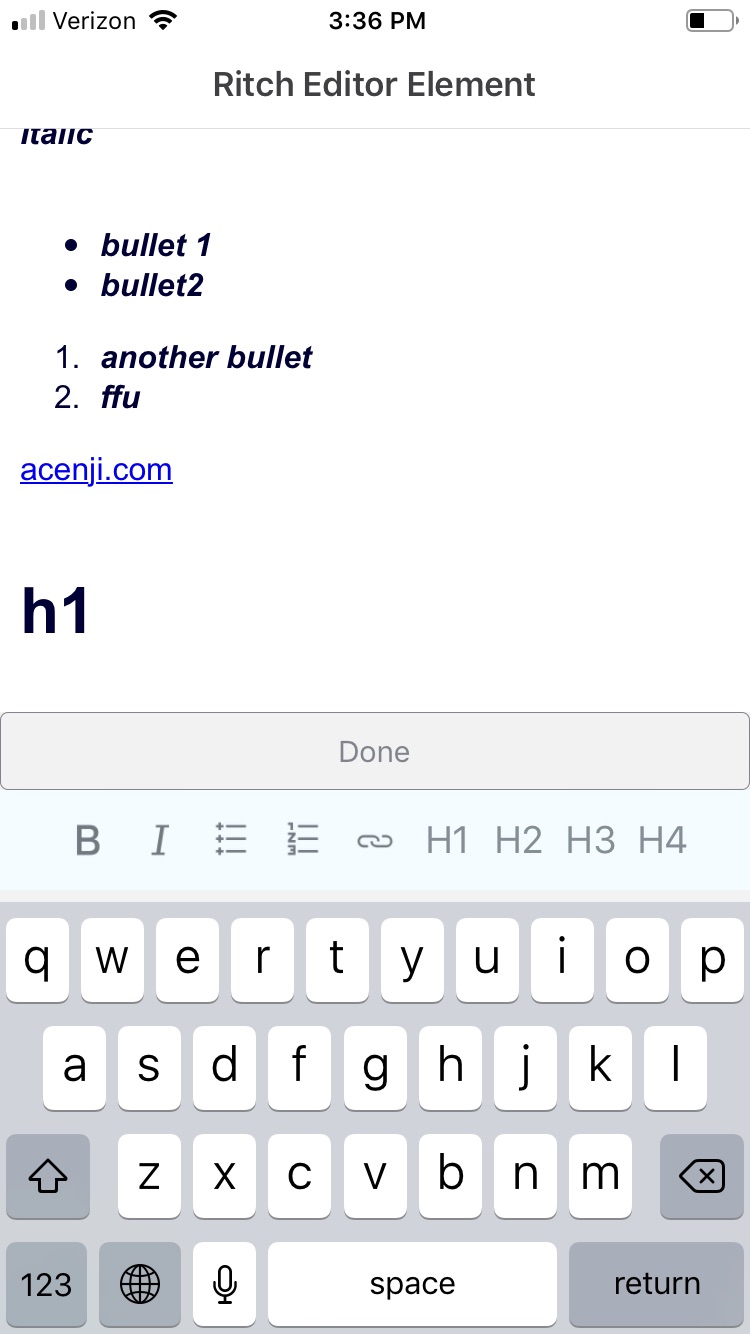 Verizon 3:36 PM
Ritch Editor Element
italic
• bullet 1
• bullet2
1. another bullet
2. ffu
acenji.com
h1
Done
B I H1 H2 H3 H4
q w e r t y u i o p
a s d f g h j k l
z x c v b n m
123 space return